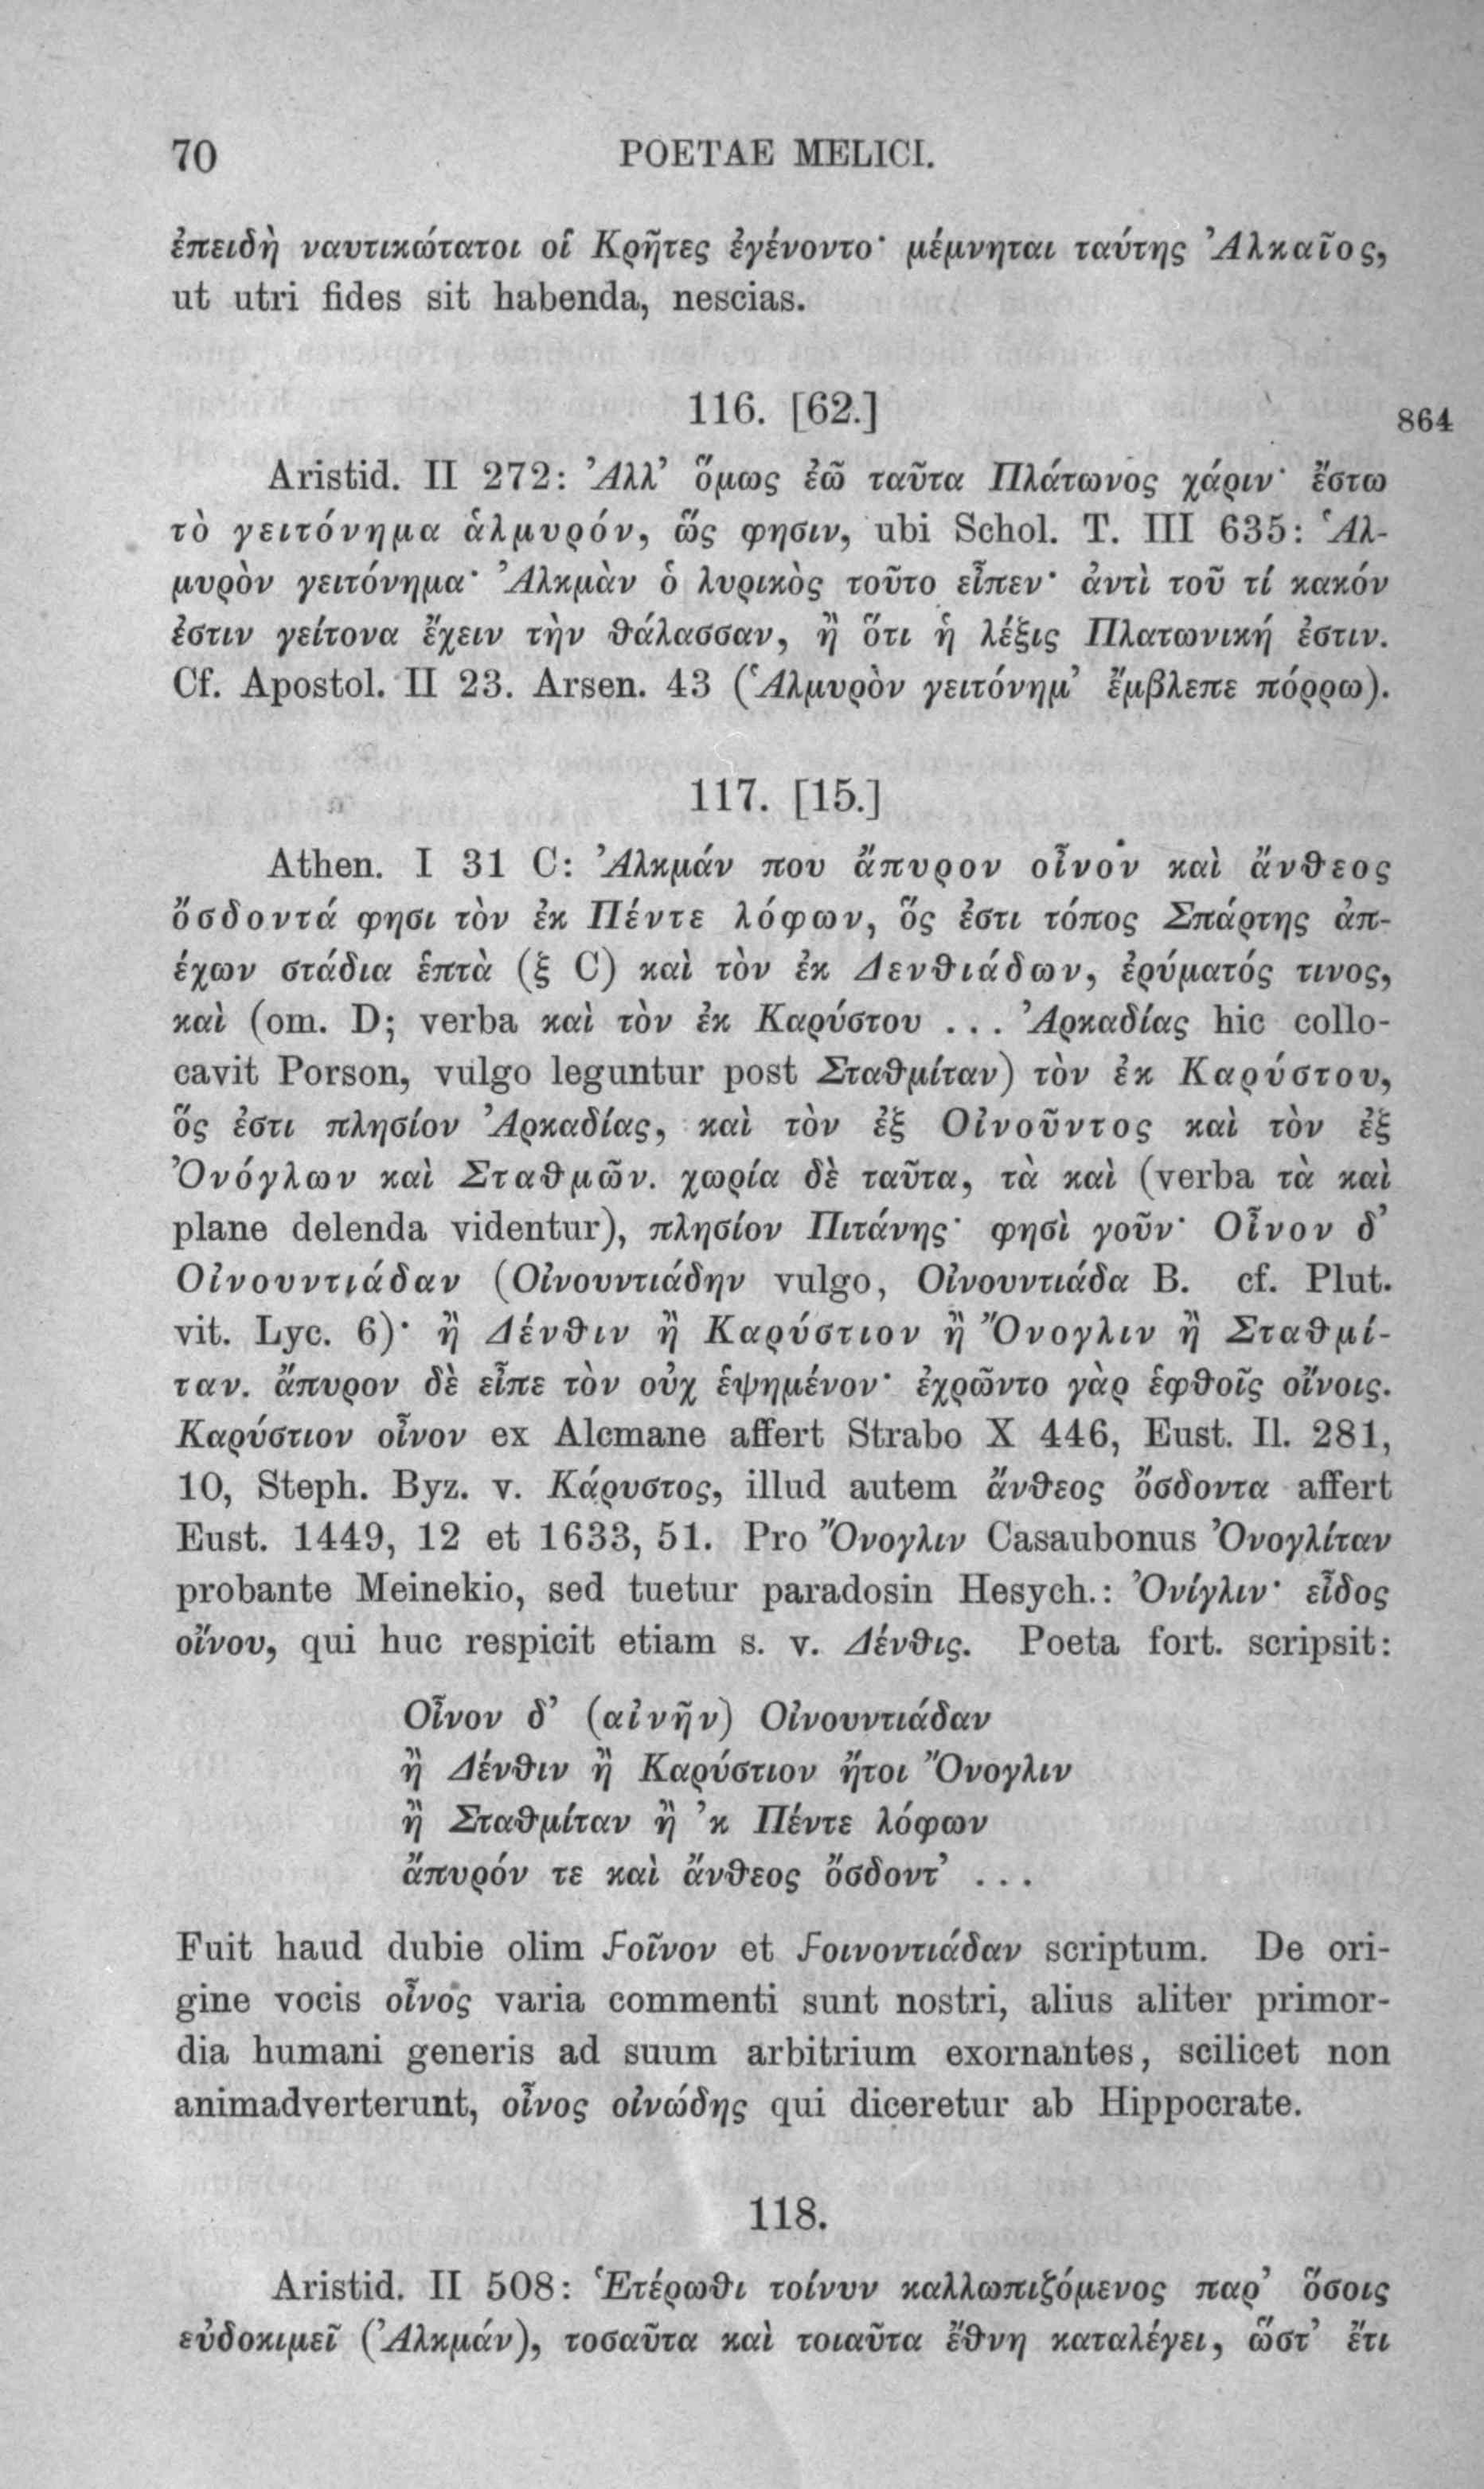 70 POETAE MELICI.
ἐπειδὴ ναυτικώτατοι οἱ Κρῆτες ἐγένοντο· μέμνηται ταύτης Ἀλκαῖος,
ut utri fides sit habenda, nescias.
116. [62.] 864
Aristid. II 272: Ἀλλ’ ὅμως ἐῶ ταῦτα Πλάτωνος χάριν· ἔστω
τὸ γειτόνημα ἁλμυρόν, ὥς φησιν, ubi Schol. T. III 635: Ἁλ-
μυρὸν γειτόνημα· Ἀλκμὰν ὁ λυρικὸς τοῦτο εἶπεν· ἀντὶ τοῦ τί κακόν
ἐστιν γείτονα ἔχειν τὴν θάλασσαν, ἢ ὅτι ἡ λέξις Πλατωνική ἐστιν.
Cf. Apostol. II 23. Arsen. 43 (Ἁλμυρὸν γειτόνημ’ ἔμβλεπε πόρρω).
117. [15.]
Athen. I 31 C: Ἀλκμάν που ἄπυρον οἶνον καὶ ἄνθεος
ὄσδοντά φησι τὸν ἐκ Πέντε λόφων, ὅς ἐστι τόπος Σπάρτης ἀπ-
έχων στάδια ἑπτὰ (ξ C) καὶ τὸν ἐκ Δενθιάδων, ἐρύματός τινος,
καὶ (om. D; verba καὶ τὸν ἐκ Καρύστου ... Ἀρκαδίας hic collo-
cavit Porson, vulgo leguntur post Σταθμίταν) τὸν ἐκ Καρύστου,
ὅς ἐστι πλησίον Ἀρκαδίας, καὶ τὸν ἐξ Οἰνοῦντος καὶ τὸν ἐξ
Ὀνόγλων καὶ Σταθμῶν. χωρία δὲ ταῦτα, τὰ καὶ (verba τὰ καὶ
plane delenda videntur), πλησίον Πιτάνης· φησὶ γοῦν· Οἶνον δ’
Οἰνουντιάδαν (Οἰνουντιάδην vulgo, Οἰνουντιάδα B. cf. Plut.
vit. Lyc. 6)· ἢ Δένθιν ἢ Καρύστιον ἢ Ὄνογλιν ἢ Σταθμί-
ταν. ἄπυρον δὲ εἶπε τὸν οὐχ ἑψημένον· ἐχρῶντο γὰρ ἑφθοῖς οἴνοις.
Καρύστιον οἶνον ex Alcmane affert Strabo X 446, Eust. Il. 281,
10, Steph. Byz. v. Κάρυστος, illud autem ἄνθεος ὄσδοντα affert
Eust. 1449, 12 et 1633, 51. Pro Ὄνογλιν Casaubonus Ὀνογλίταν
probante Meinekio, sed tuetur paradosin Hesych.: Ὀνίγλιν· εἶδος
οἴνου, qui huc respicit etiam s. v. Δένθις. Poeta fort. scripsit:
Οἶνον δ’ (αἰνῆν) Οἰνουντιάδαν
ἢ Δένθιν ἢ Καρύστιον ἤτοι Ὄνογλιν
ἢ Σταθμίταν ἢ ’κ Πέντε λόφων
ἄπυρόν τε καὶ ἄνθεος ὄσδοντ’ ...
Fuit haud dubie olim ϝοῖνον et ϝοινοντιάδαν scriptum. De ori-
gine vocis οἶνος varia commenti sunt nostri, alius aliter primor-
dia humani generis ad suum arbitrium exornantes, scilicet non
animadverterunt, οἶνος οἰνώδης qui diceretur ab Hippocrate.
118.
Aristid. II 508: Ἑτέρωθι τοίνυν καλλωπιζόμενος παρ’ ὅσοις
εὐδοκιμεῖ (Ἀλκμάν), τοσαῦτα καὶ τοιαῦτα ἔθνη καταλέγει, ὥστ’ ἔτι